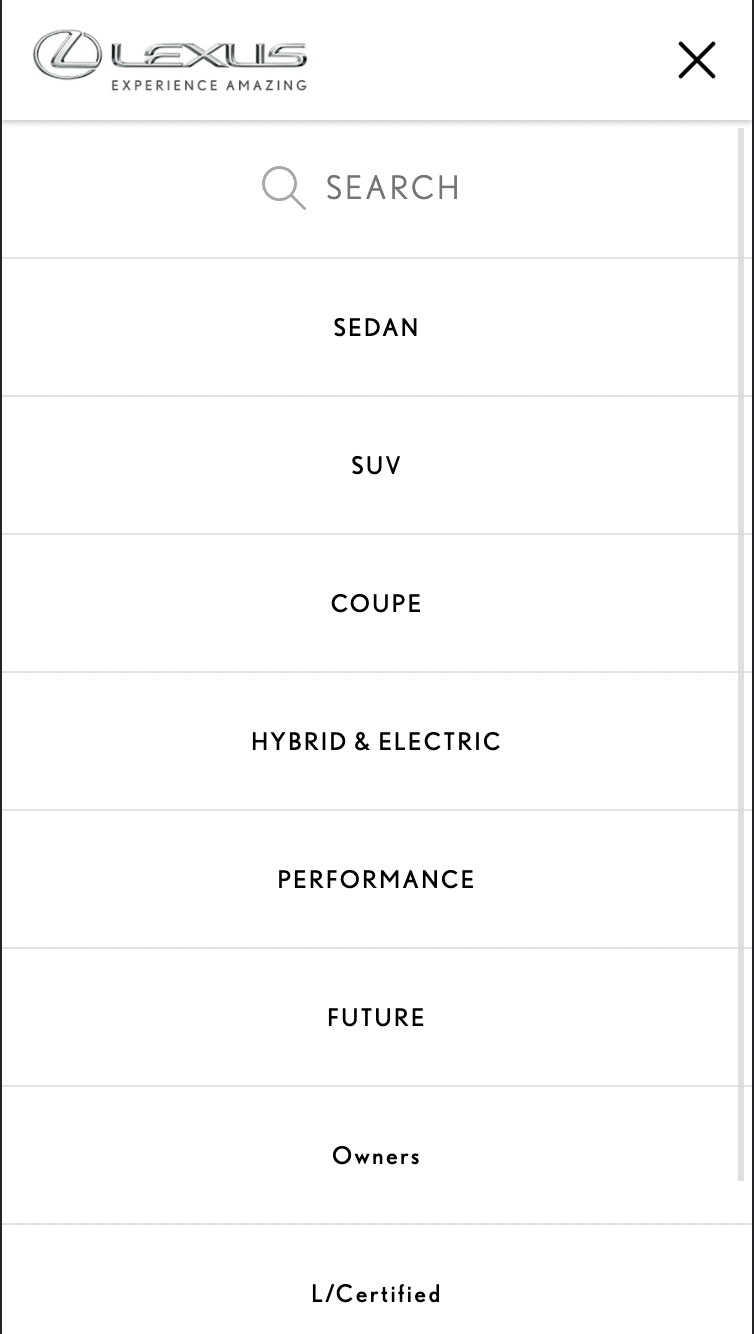 LEXUS
EXPERIENCE AMAZING
SEARCH
SEDAN
SUV
COUPE
HYBRID & ELECTRIC
PERFORMANCE
FUTURE
Owners
L/Certified